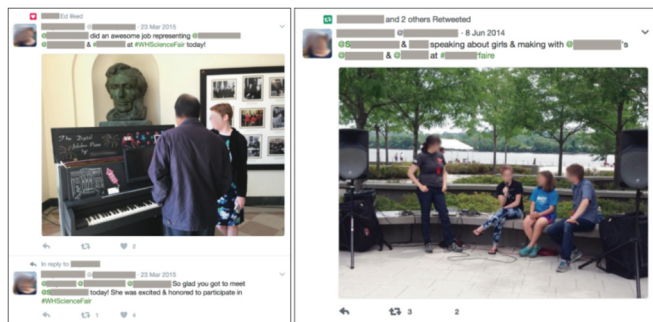 Ed liked
@ · 23 Mar 2015
@ did an awesome job representing @
@ & # at #WHScienceFair today!
The Digital
2
In reply to
@ · 23 Mar 2015
@ @ @ So glad you got to meet
@S today! She was excited & honored to participate in
#WHScienceFair
1 4
and 2 others Retweeted
@ · 8 Jun 2014
@S & speaking about girls & making with @ 's
@ & @ at # faire
3 2